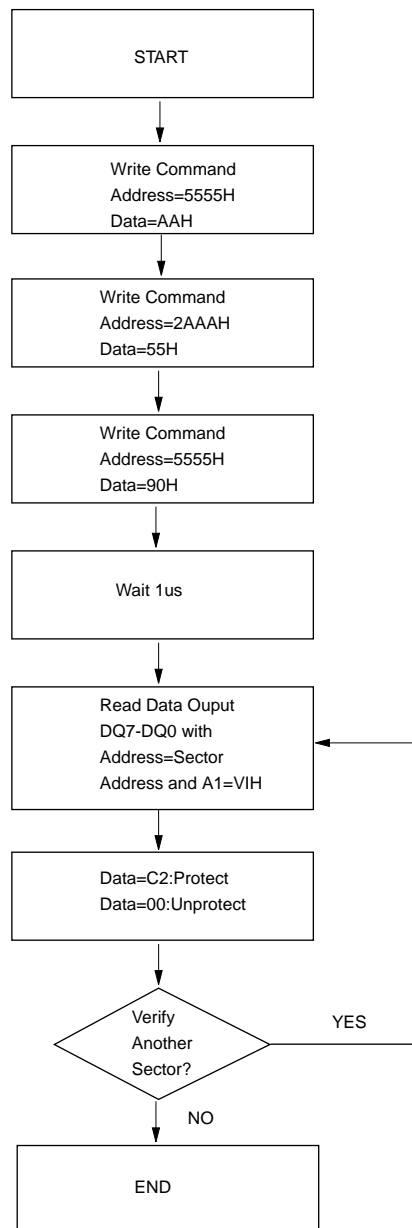 START
Write Command
Address=5555H
Data=AAH
Write Command
Address=2AAAH
Data=55H
Write Command
Address=5555H
Data=90H
Wait 1us
Read Data Ouput
DQ7-DQ0 with
Address=Sector
Address and A1=VIH
Data=C2:Protect
Data=00:Unprotect
Verify
Another
Sector?
YES
NO
END